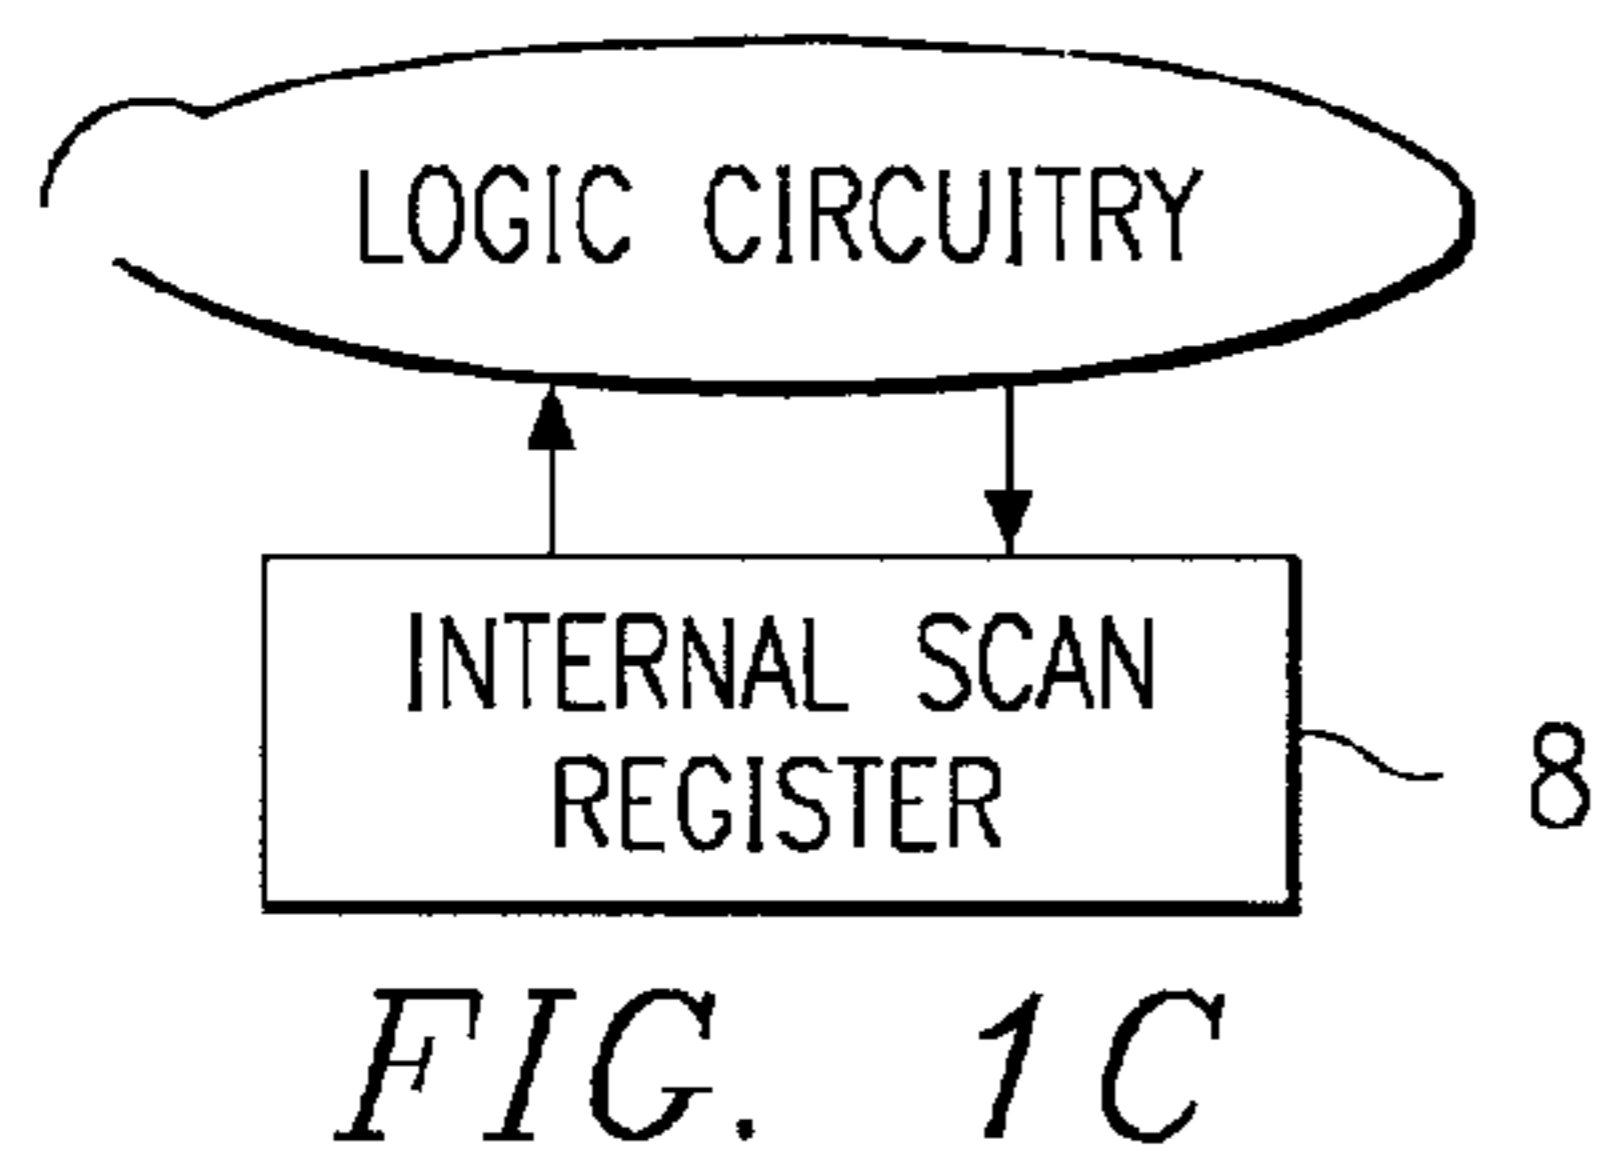 LOGIC CIRCUITRY
INTERNAL SCAN
REGISTER
8
FIG. 1C